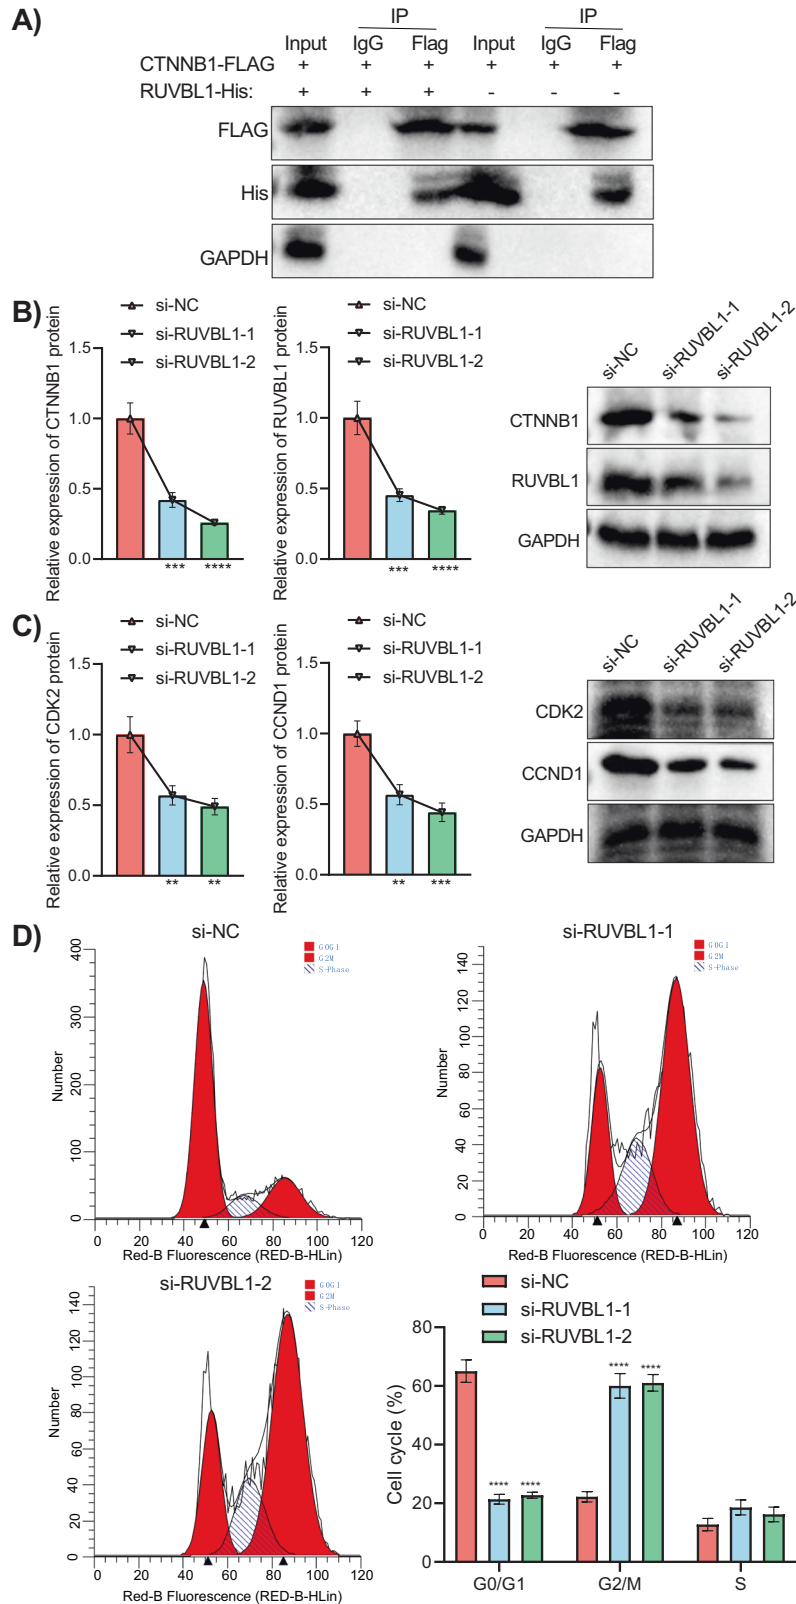 A)
IP
IP
Input IgG Flag Input IgG Flag
CTNNB1-FLAG + + + + + +
RUVBL1-His: + + + - - -
FLAG
His
GAPDH
B)
si-NC
si-RUVBL1-1
si-RUVBL1-2
Relative expression of CTNNB1 protein
1.5
1.0
0.5
0.0
*** ****
si-NC
si-RUVBL1-1
si-RUVBL1-2
Relative expression of RUVBL1 protein
1.5
1.0
0.5
0.0
*** ****
si-NC si-RUVBL1-1 si-RUVBL1-2
CTNNB1
RUVBL1
GAPDH
C)
si-NC
si-RUVBL1-1
si-RUVBL1-2
Relative expression of CDK2 protein
1.5
1.0
0.5
0.0
** **
si-NC
si-RUVBL1-1
si-RUVBL1-2
Relative expression of CCND1 protein
1.5
1.0
0.5
0.0
** ***
si-NC si-RUVBL1-1 si-RUVBL1-2
CDK2
CCND1
GAPDH
D)
si-NC
G0G1
G2M
S-Phase
Number
400
300
200
100
0
0 20 40 60 80 100 120
Red-B Fluorescence (RED-B-HLin)
si-RUVBL1-1
G0G1
G2M
S-Phase
Number
140
120
100
80
60
40
20
0
0 20 40 60 80 100 120
Red-B Fluorescence (RED-B-HLin)
si-RUVBL1-2
G0G1
G2M
S-Phase
Number
140
120
100
80
60
40
20
0
0 20 40 60 80 100 120
Red-B Fluorescence (RED-B-HLin)
si-NC
si-RUVBL1-1
si-RUVBL1-2
Cell cycle (%)
80
60
40
20
0
**** ****
**** ****
G0/G1 G2/M S